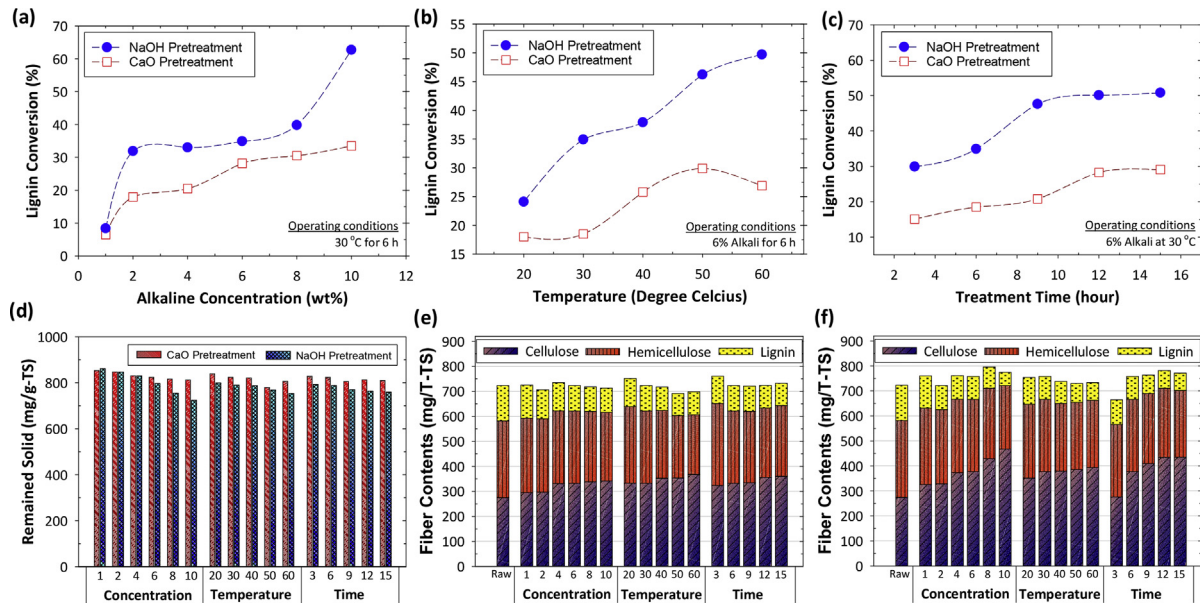 (a)
70
60
50
40
30
20
10
0
Lignin Conversion (%)
NaOH Pretreatment
CaO Pretreatment
Operating conditions
30 °C for 6 h
0 2 4 6 8 10 12
Alkaline Concentration (wt%)
(b)
55
50
45
40
35
30
25
20
15
Lignin Conversion (%)
NaOH Pretreatment
CaO Pretreatment
Operating conditions
6% Alkali for 6 h
20 30 40 50 60
Temperature (Degree Celcius)
(c)
70
60
50
40
30
20
10
Lignin Conversion (%)
NaOH Pretreatment
CaO Pretreatment
Operating conditions
6% Alkali at 30 °C
2 4 6 8 10 12 14 16
Treatment Time (hour)
(d)
1000
800
600
400
200
0
Remained Solid (mg/g-TS)
CaO Pretreatment NaOH Pretreatment
1 2 4 6 8 10 20 30 40 50 60 3 6 9 12 15
Concentration Temperature Time
(e)
900
800
700
600
500
400
300
200
100
0
Fiber Contents (mg/T-TS)
Cellulose Hemicellulose Lignin
Raw 1 2 4 6 8 10 20 30 40 50 60 3 6 9 12 15
Concentration Temperature Time
(f)
900
800
700
600
500
400
300
200
100
0
Fiber Contents (mg/T-TS)
Cellulose Hemicellulose Lignin
Raw 1 2 4 6 8 10 20 30 40 50 60 3 6 9 12 15
Concentration Temperature Time